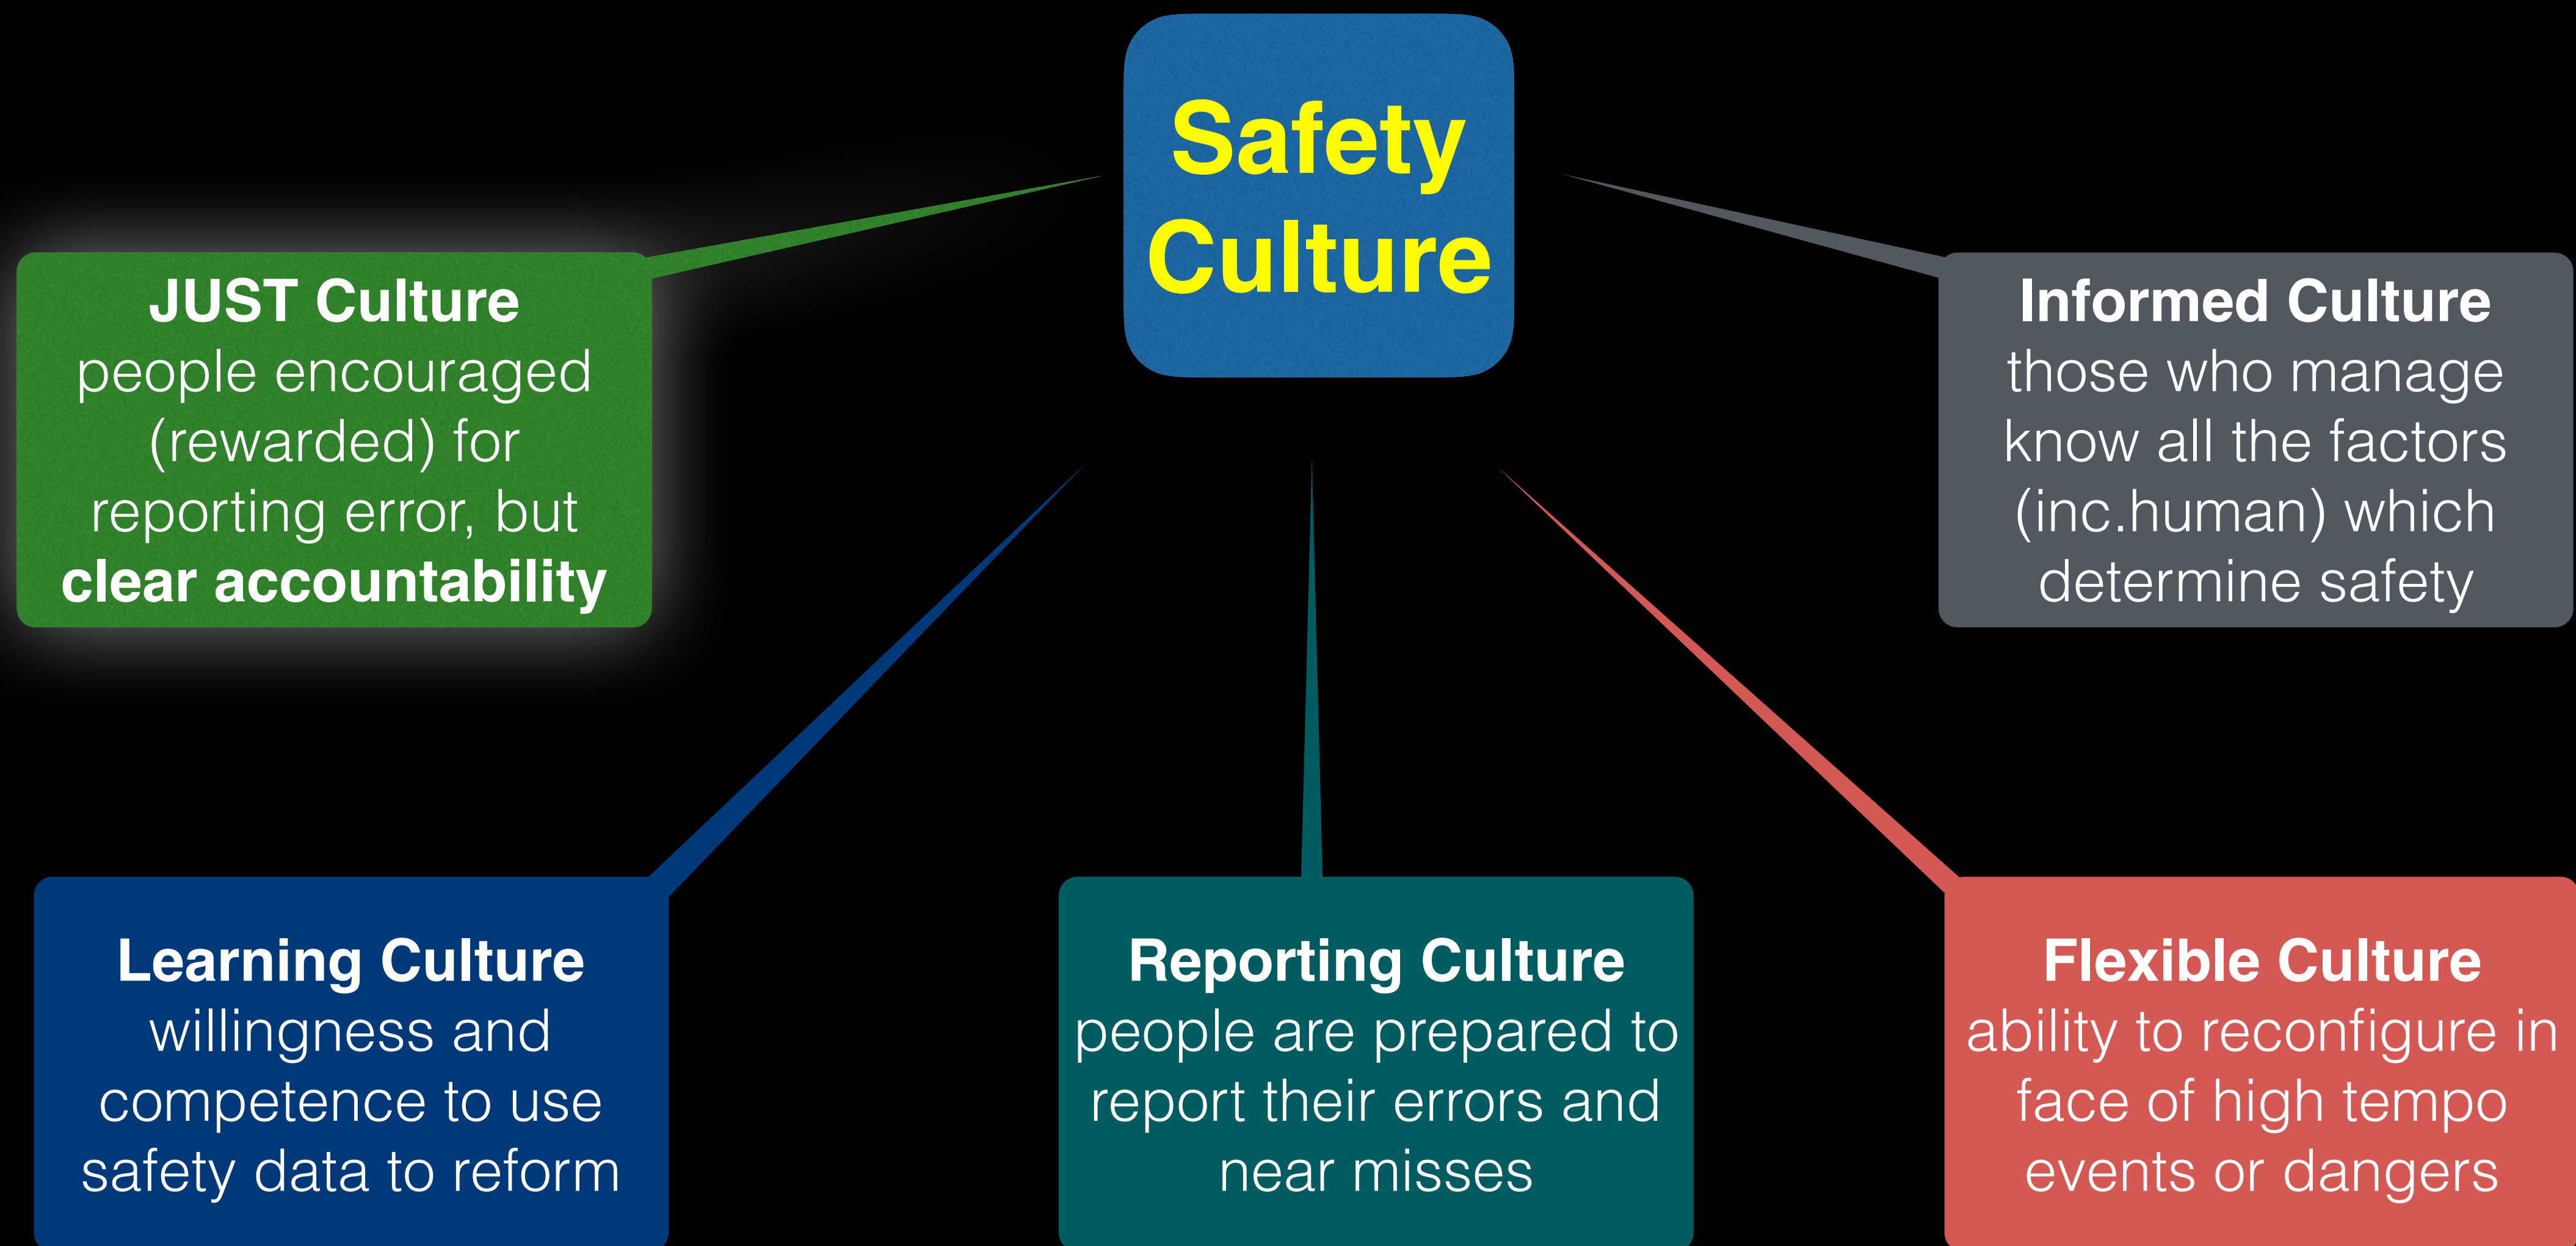 Safety
Culture
JUST Culture
people encouraged
(rewarded) for
reporting error, but
clear accountability
Informed Culture
those who manage
know all the factors
(inc.human) which
determine safety
Learning Culture
willingness and
competence to use
safety data to reform
Reporting Culture
people are prepared to
report their errors and
near misses
Flexible Culture
ability to reconfigure in
face of high tempo
events or dangers